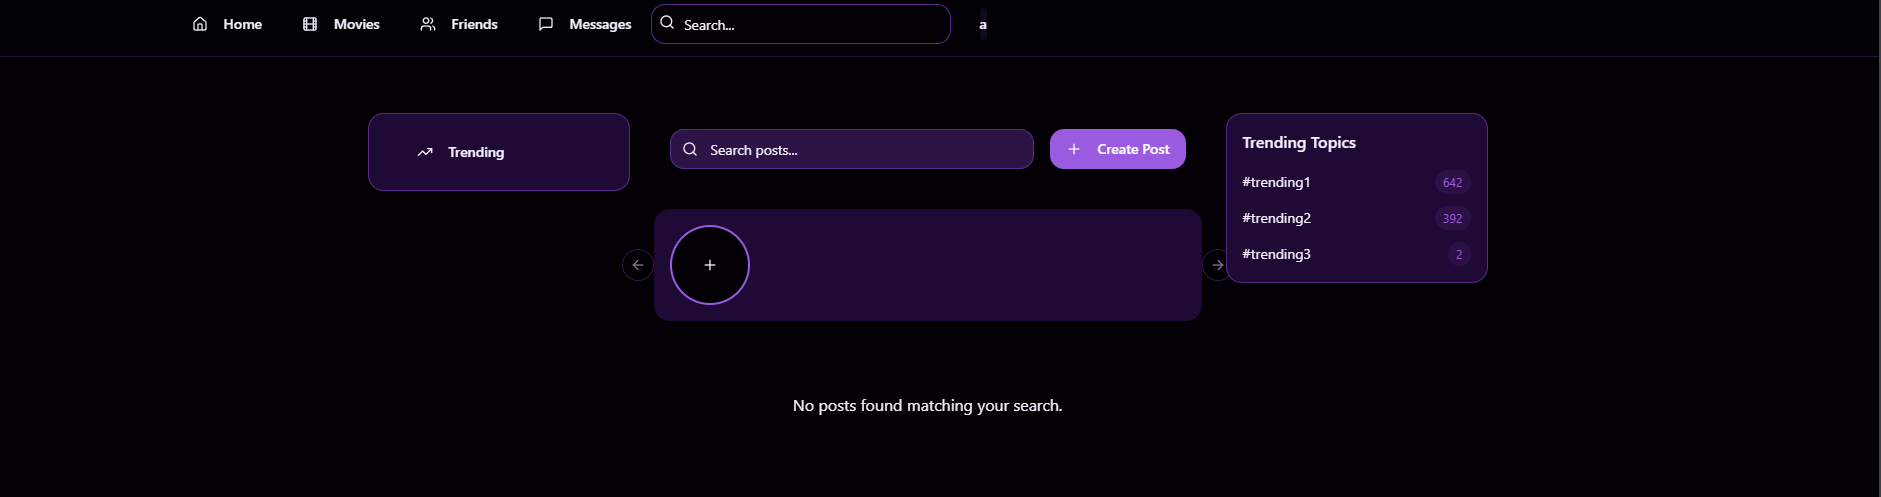 Home Movies Friends Messages Search... a
Trending
Search posts... Create Post
Trending Topics
#trending1 642
#trending2 392
#trending3 2
No posts found matching your search.